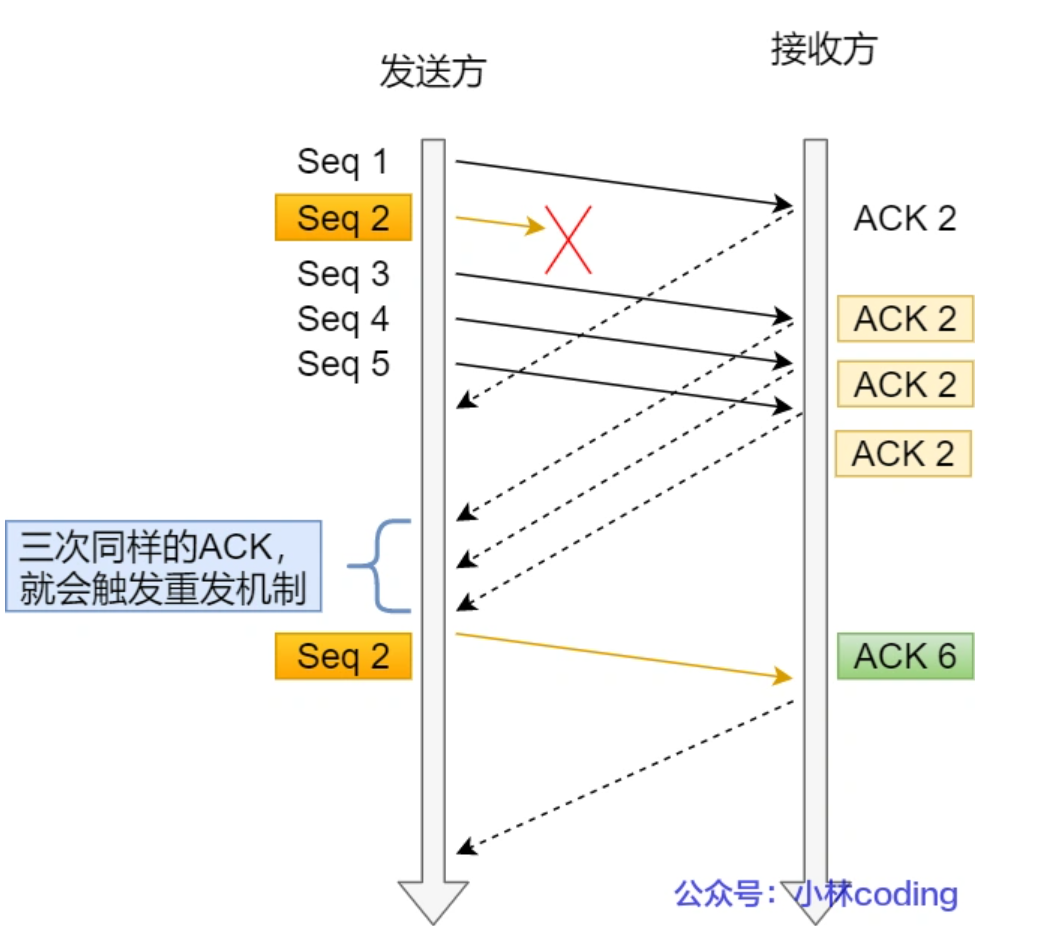 发送方
接收方
Seq 1
Seq 2
ACK 2
Seq 3
Seq 4
ACK 2
Seq 5
ACK 2
ACK 2
三次同样的ACK，
就会触发重发机制
Seq 2
ACK 6
公众号：小林coding